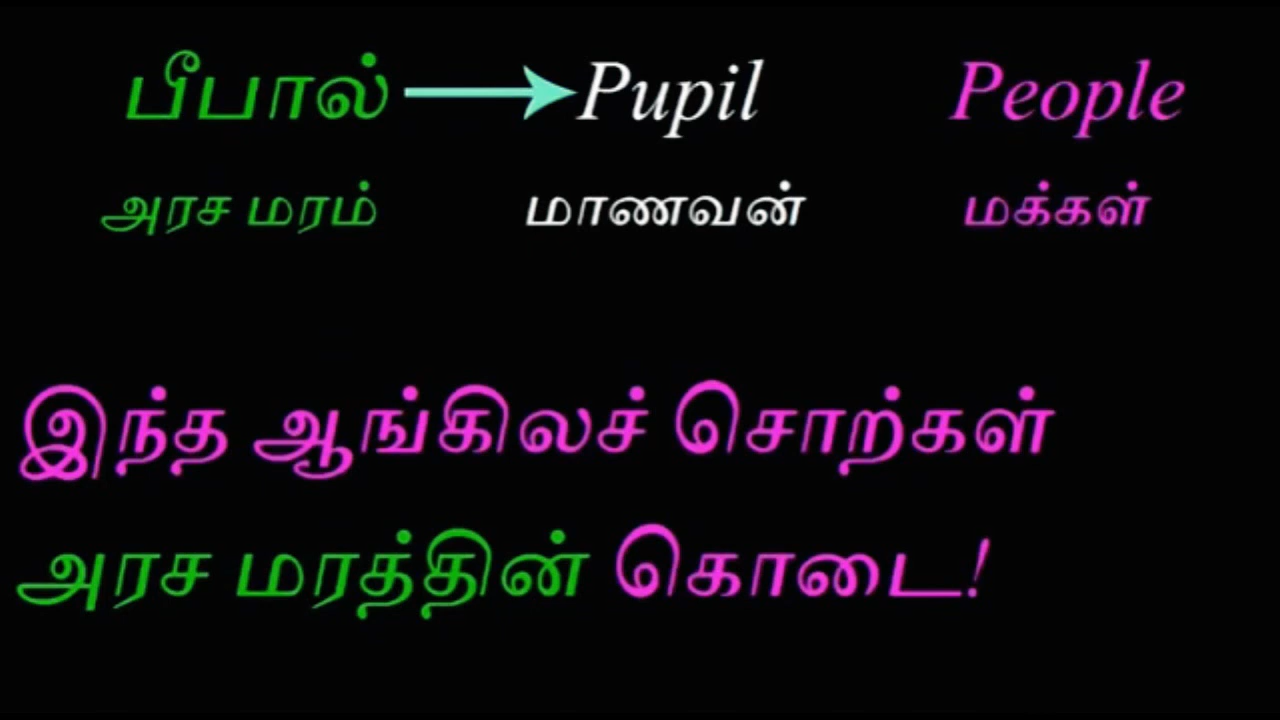 பீபால் Pupil People
அரச மரம் மாணவன் மக்கள்
இந்த ஆங்கிலச் சொற்கள்
அரச மரத்தின் கொடை!